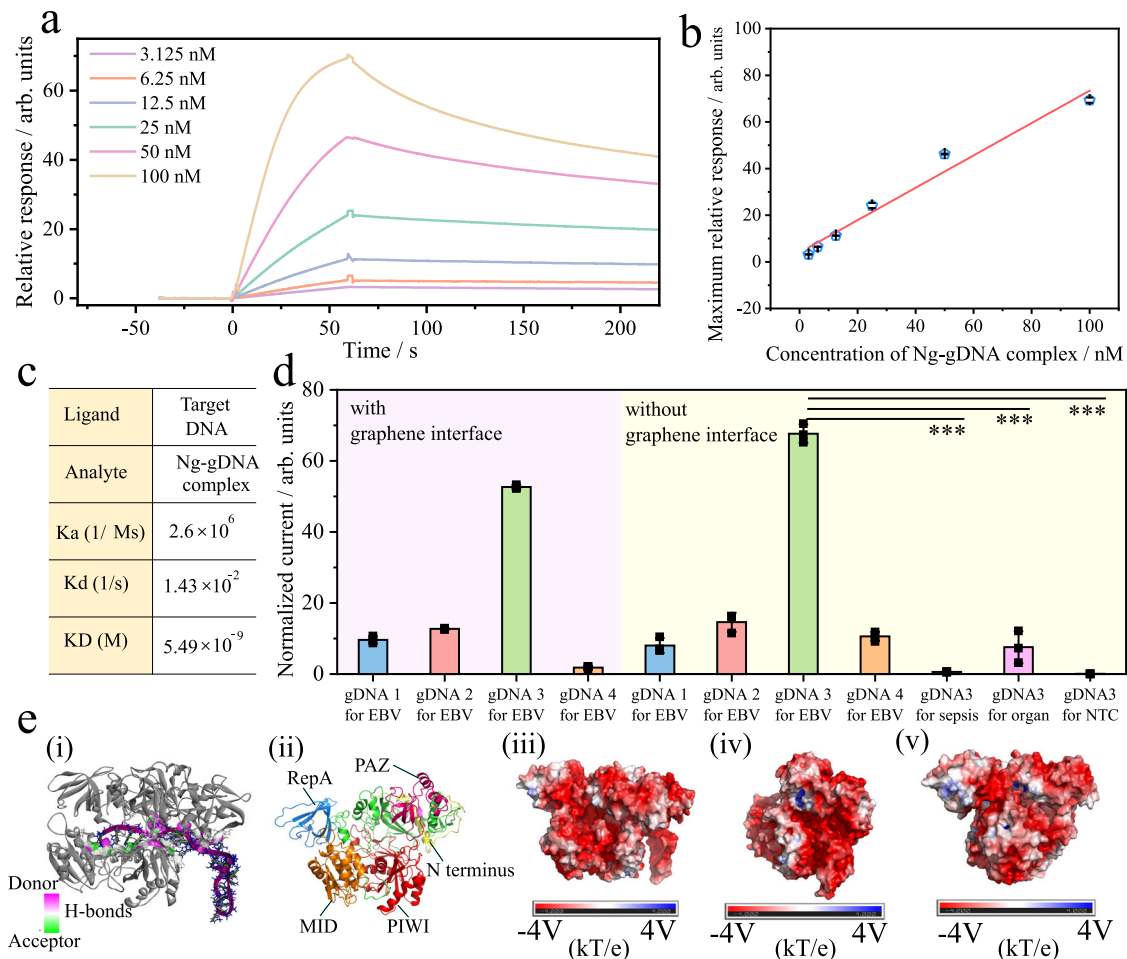 a
Relative response / arb. units
60
40
20
0
3.125 nM
6.25 nM
12.5 nM
25 nM
50 nM
100 nM
-50
0
50
100
150
200
Time / s
b
Maximum relative response / arb. units
100
80
60
40
20
0
-20
0
20
40
60
80
100
Concentration of Ng-gDNA complex / nM
c
Ligand
Target
DNA
Analyte
Ng-gDNA
complex
Ka (1/ Ms)
2.6×10⁶
Kd (1/s)
1.43 ×10⁻²
KD (M)
5.49 ×10⁻⁹
d
Normalized current / arb. units
80
60
40
20
0
with
graphene interface
without
graphene interface
***
***
***
gDNA 1
for EBV
gDNA 2
for EBV
gDNA 3
for EBV
gDNA 4
for EBV
gDNA 1
for EBV
gDNA 2
for EBV
gDNA 3
for EBV
gDNA 4
for EBV
gDNA3
for sepsis
gDNA3
for organ
gDNA3
for NTC
e
(i)
Donor
H-bonds
Acceptor
(ii)
RepA
PAZ
N terminus
MID
PIWI
(iii)
-4V
4V
(kT/e)
(iv)
-4V
4V
(kT/e)
(v)
-4V
4V
(kT/e)